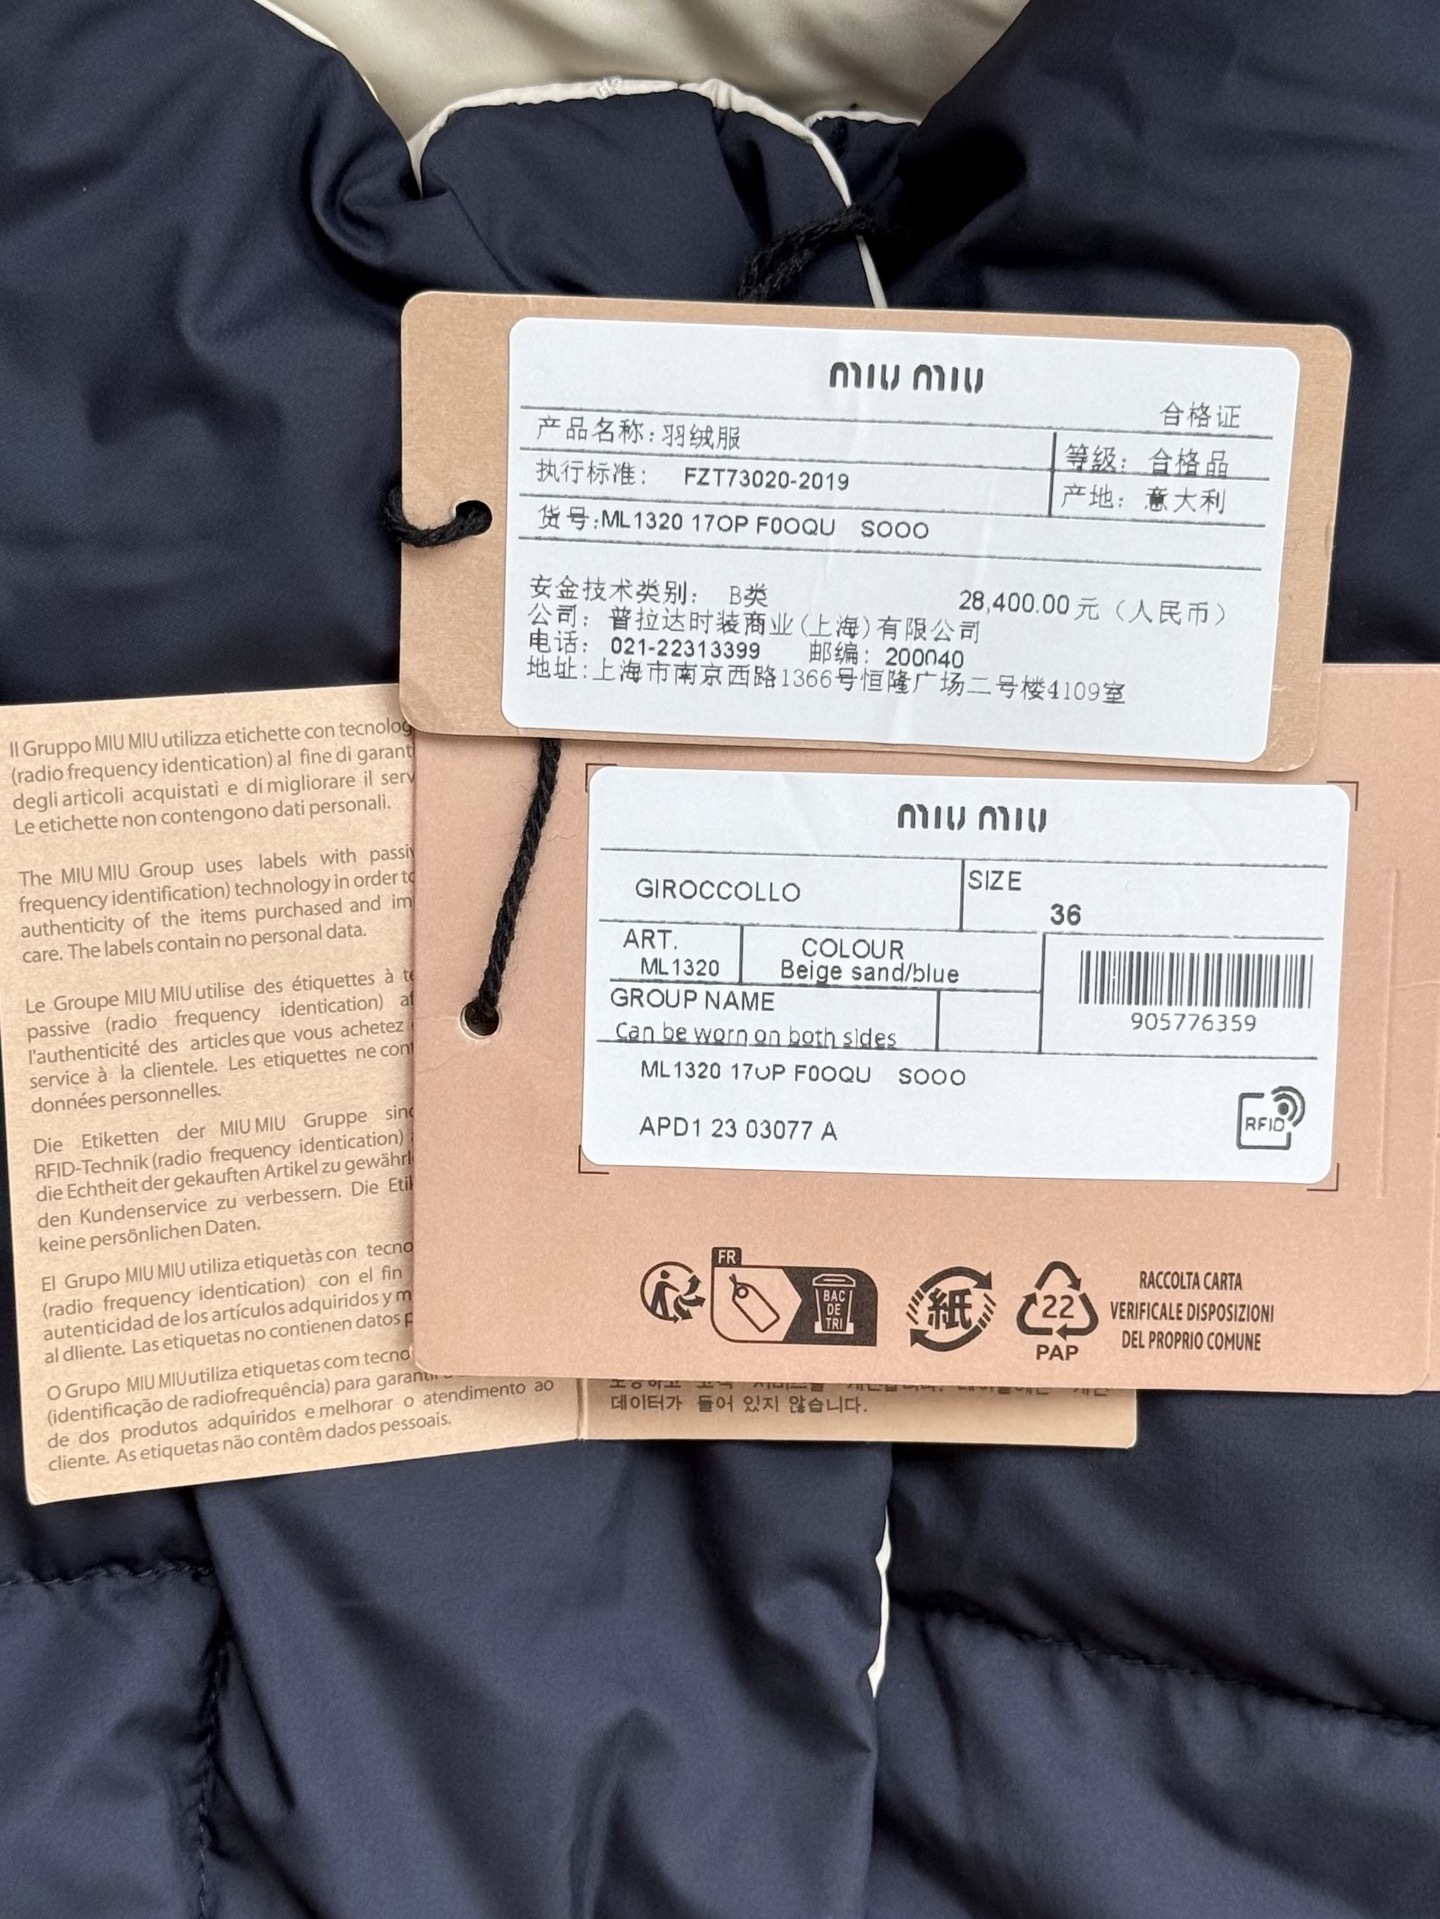 miu miu
合格证
产品名称:羽绒服
等级: 合格品
执行标准: FZT73020-2019
产地: 意大利
货号:ML1320 17OP F0OQU SOOO
安金技术类别: B类
28,400.00 元（人民币）
公司: 普拉达时装商业(上海)有限公司
电话: 021-22313399 邮编: 200040
地址:上海市南京西路1366号恒隆广场二号楼4109室
miu miu
GIROCCOLLO
SIZE
36
ART.
ML1320
COLOUR
Beige sand/blue
905776359
GROUP NAME
Can be worn on both sides
ML1320 17OP F0OQU SOOO
APD1 23 03077 A
RFID
FR
BAC
DE
TRI
紙
22
PAP
RACCOLTA CARTA
VERIFICALE DISPOSIZIONI
DEL PROPRIO COMUNE
Il Gruppo MIU MIU utilizza etichette con tecnolog
(radio frequency identication) al fine di garant
degli articoli acquistati e di migliorare il serv
Le etichette non contengono dati personali.
The MIU MIU Group uses labels with passiv
frequency identification) technology in order to
authenticity of the items purchased and im
care. The labels contain no personal data.
Le Groupe MIU MIU utilise des étiquettes à te
passive (radio frequency identication) af
l'authenticité des articles que vous achetez
service à la clientele. Les etiquettes ne cont
données personnelles.
Die Etiketten der MIU MIU Gruppe sind
RFID-Technik (radio frequency identication)
die Echtheit der gekauften Artikel zu gewährl
den Kundenservice zu verbessern. Die Etik
keine persönlichen Daten.
El Grupo MIU MIU utiliza etiquetàs con tecno
(radio frequency identication) con el fin
autenticidad de los artículos adquiridos y m
al dliente. Las etiquetas no contienen datos p
O Grupo MIU MIU utiliza etiquetas com tecno
(identificação de radiofrequência) para garanti
de dos produtos adquiridos e melhorar o atendimento ao
cliente. As etiquetas não contêm dados pessoais.
데이터가 들어 있지 않습니다.